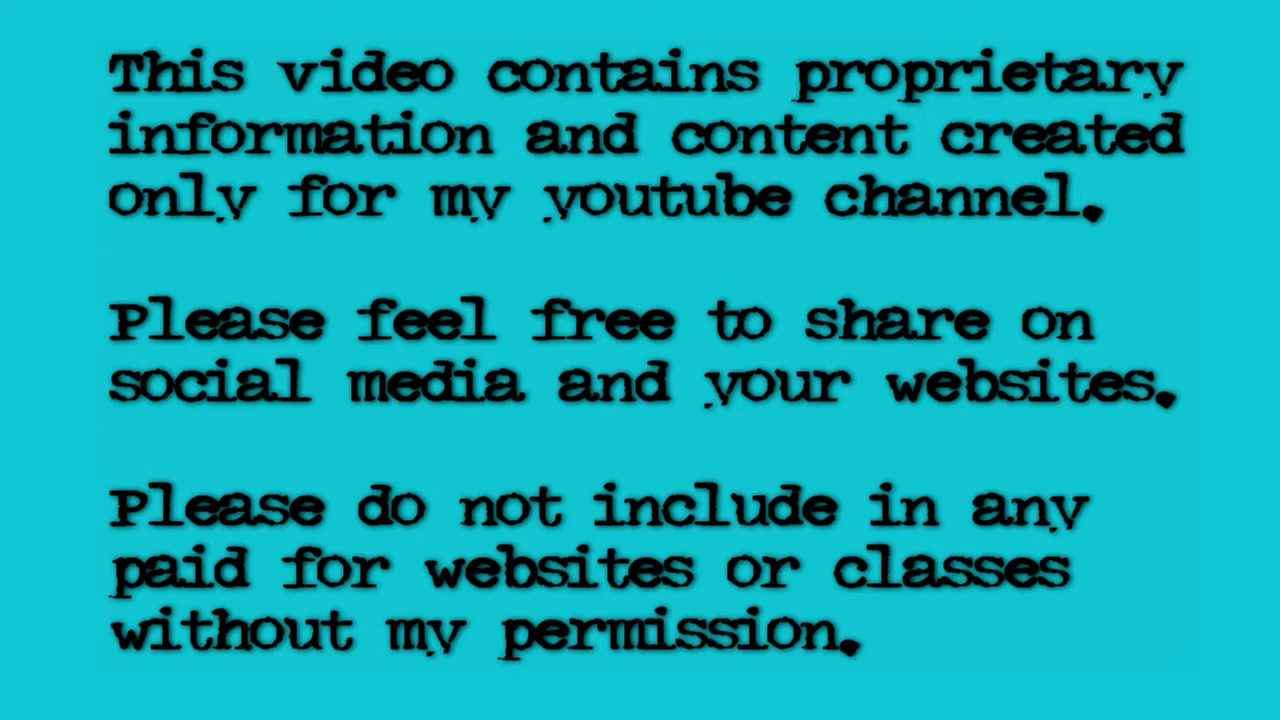 This video contains proprietary
information and content created
only for my youtube channel.
Please feel free to share on
social media and your websites.
Please do not include in any
paid for websites or classes
without my permission.